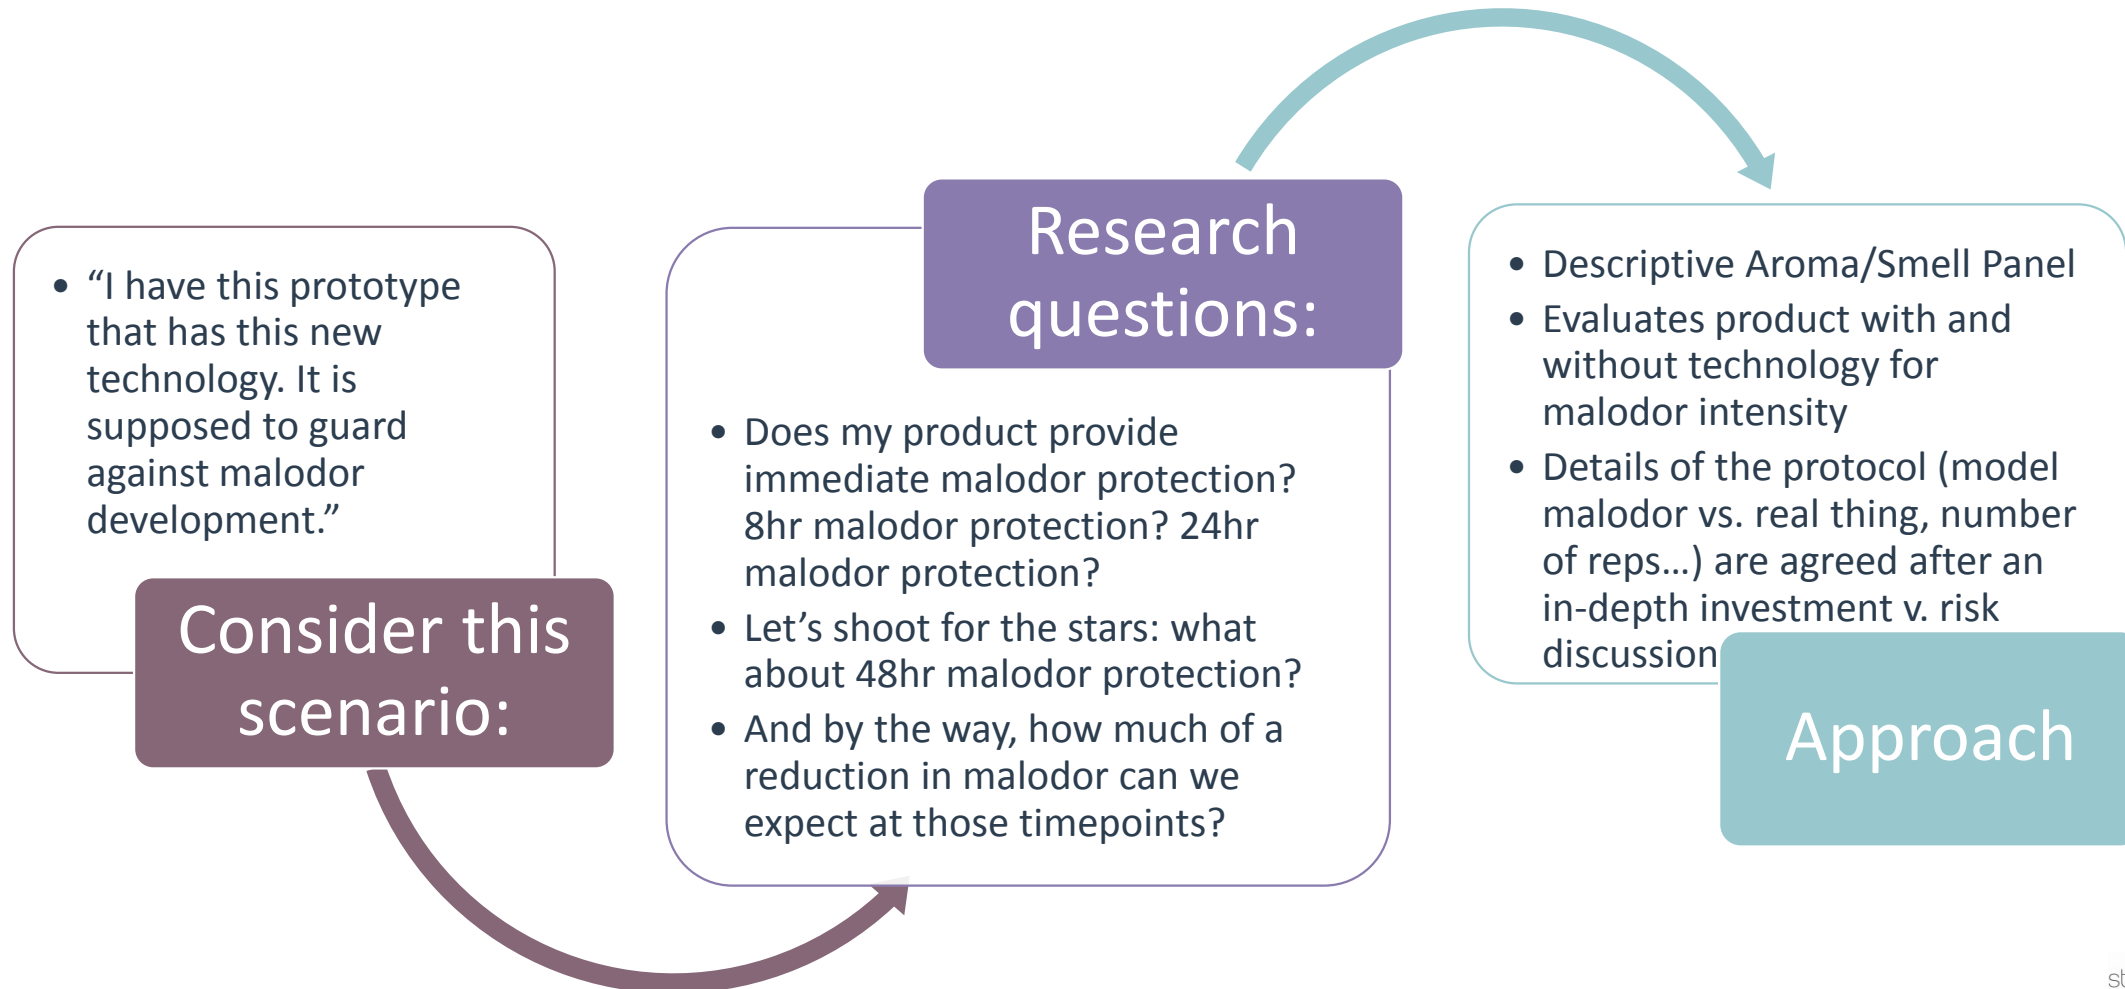 • “I have this prototype
that has this new
technology. It is
supposed to guard
against malodor
development.”
Consider this
scenario:
Research
questions:
• Does my product provide
immediate malodor protection?
8hr malodor protection? 24hr
malodor protection?
• Let’s shoot for the stars: what
about 48hr malodor protection?
• And by the way, how much of a
reduction in malodor can we
expect at those timepoints?
• Descriptive Aroma/Smell Panel
• Evaluates product with and
without technology for
malodor intensity
• Details of the protocol (model
malodor vs. real thing, number
of reps…) are agreed after an
in-depth investment v. risk
discussion
Approach